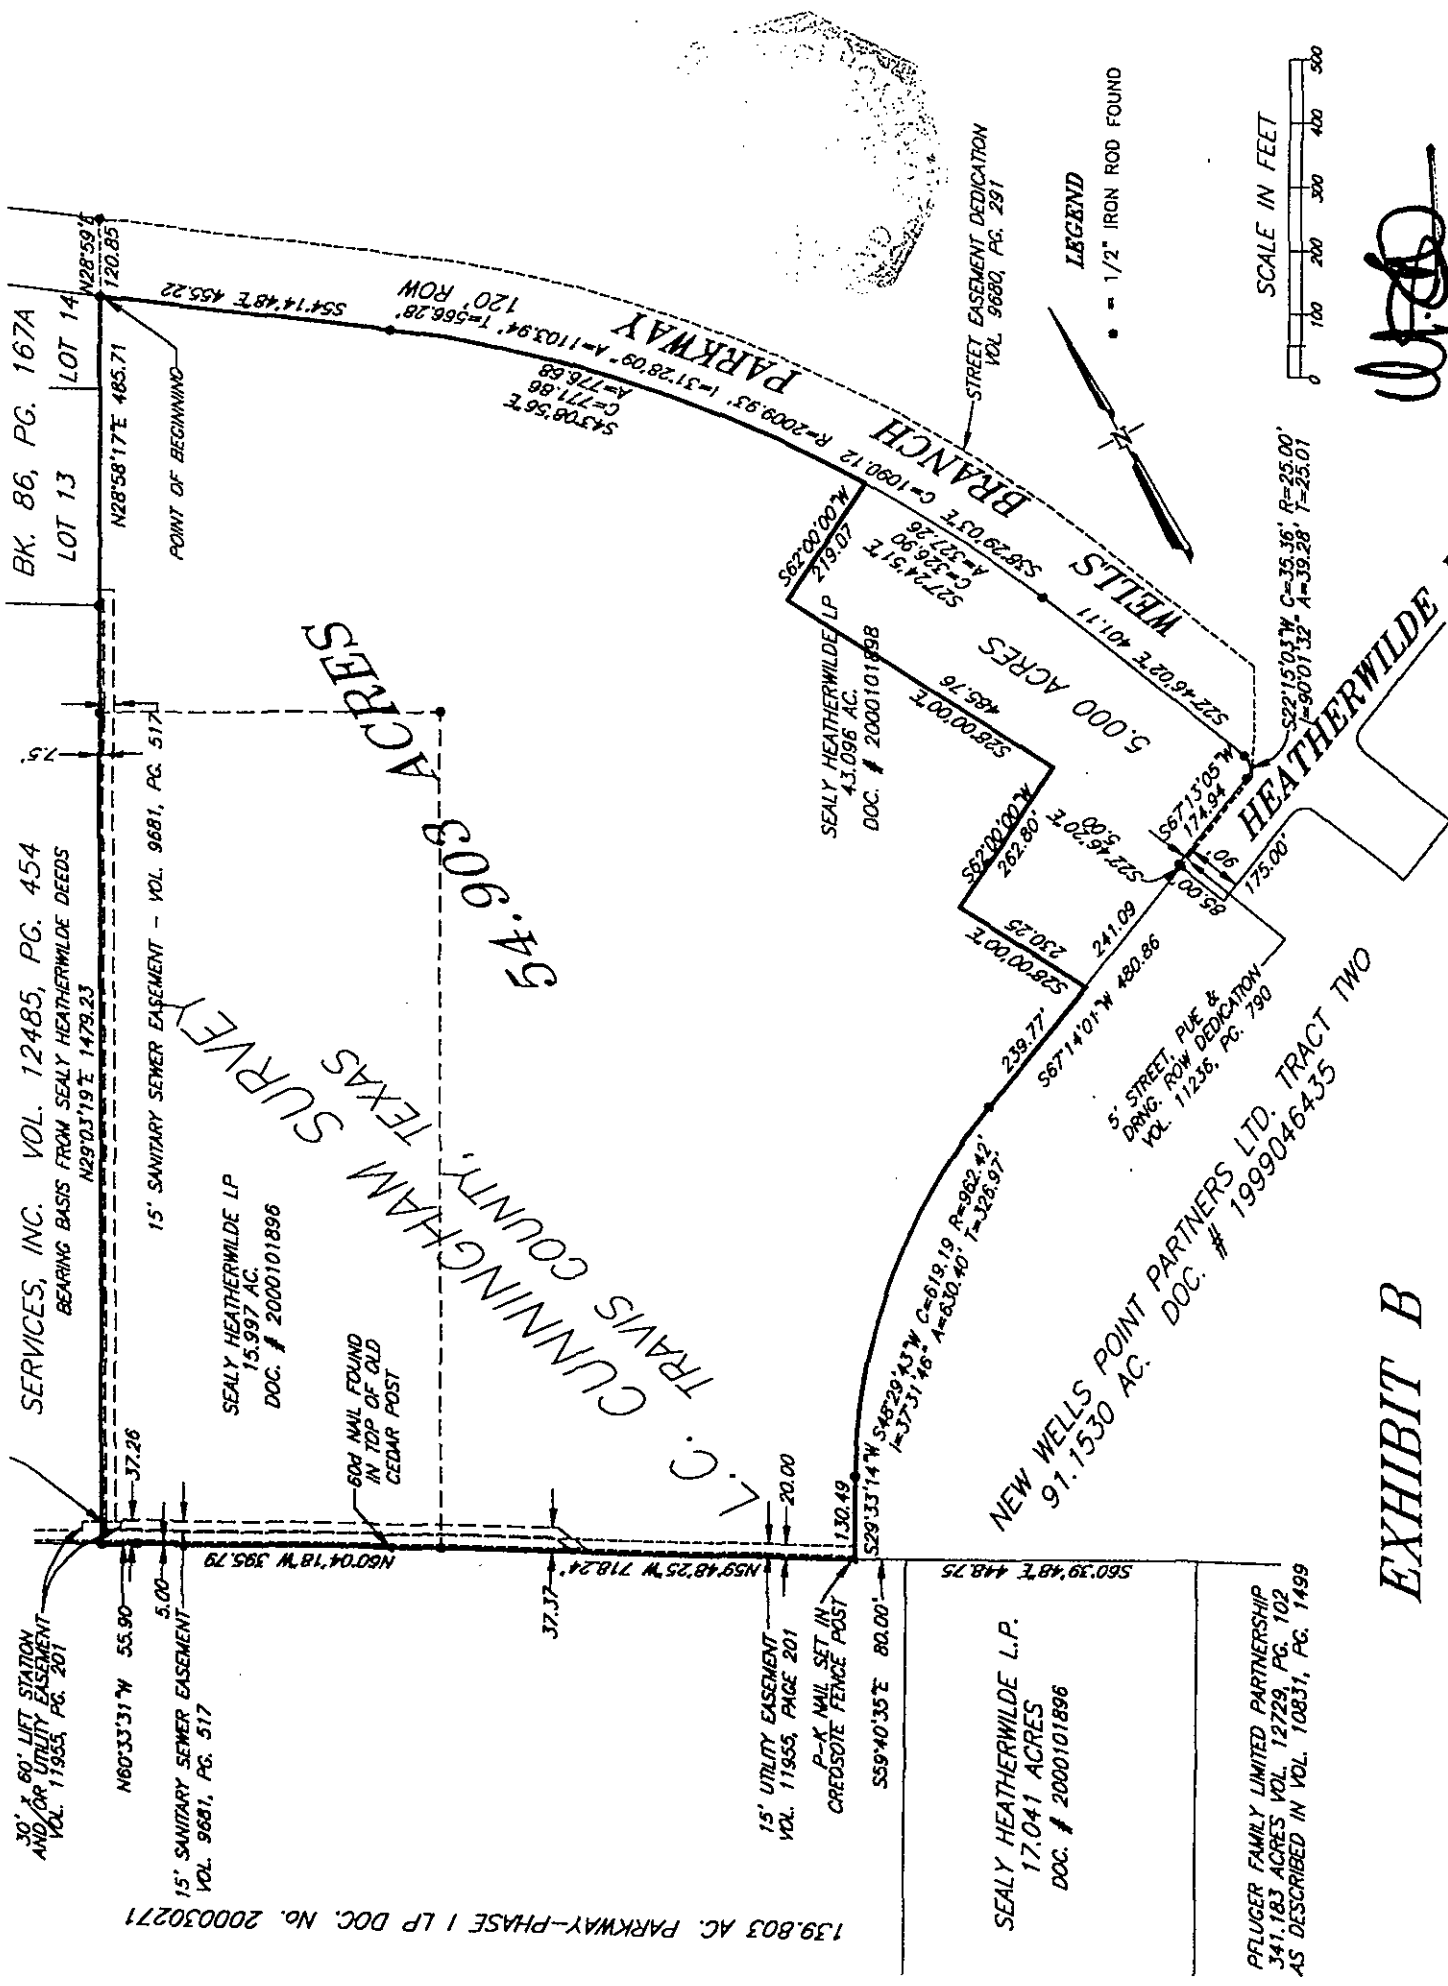 SERVICES, INC. VOL. 12485, PG. 454
BEARING BASIS FROM SEALY HEATHERWILDE DEEDS
N29°03'19"E 1479.23
BK. 86, PG. 167A
LOT 13
LOT 14
N28°58'17"E 485.71
N28°59'E
120.85
POINT OF BEGINNING
30' X 60' LIFT STATION
AND/OR UTILITY EASEMENT
VOL. 11955, PG. 201
N60°33'31"W 55.90
5.00
37.26
15' SANITARY SEWER EASEMENT
VOL. 9681, PG. 517
N60°04'18"W 395.79
15' SANITARY SEWER EASEMENT - VOL. 9681, PG. 517
7.5'
SEALY HEATHERWILDE LP
15.997 AC.
DOC. # 2000101896
60d NAIL FOUND
IN TOP OF OLD
CEDAR POST
54.903 ACRES
L.C. CUNNINGHAM SURVEY
TRAVIS COUNTY, TEXAS
S54°14'48"E 455.22
120' ROW
S43°08'56"E
C=771.86
A=776.68
S38°29'03"E C=1090.12 R=2009.93' I=31°28'09" A=1103.94' T=566.28'
WELLS BRANCH PARKWAY
STREET EASEMENT DEDICATION
VOL. 9680, PG. 291
S62°00'00"W
219.07
S27°24'51"E
C=326.90
A=327.26
SEALY HEATHERWILDE LP
43.096 AC.
DOC. # 2000101898
S28°00'00"E
485.76
5.000 ACRES
S22°46'02"E 401.11
S62°00'00"W
262.80'
S28°00'00"E
230.25
S22°46'20"E
5.00
S67°13'05"W
174.94
S22°15'03"W C=35.36' R=25.00'
I=90°01'32" A=39.28' T=25.01
HEATHERWILDE
90'
85.00'
175.00'
241.09
239.77'
S67°14'01"W 480.86
5' STREET, PUE &
DRNG. ROW DEDICATION
VOL. 11236, PG. 790
S48°29'43"W C=619.19 R=962.42'
I=37°31'46" A=630.40' T=326.97'
NEW WELLS POINT PARTNERS LTD. TRACT TWO
91.1530 AC. DOC. # 1999046435
37.37
N59°48'25"W 718.24'
15' UTILITY EASEMENT
VOL. 11955, PAGE 201
20.00
P-K NAIL SET IN
CREOSOTE FENCE POST
130.49
S29°33'14"W
S59°40'35"E 80.00'
S60°39'48"E 448.75
139.803 AC. PARKWAY-PHASE 1 LP DOC. No. 200030271
SEALY HEATHERWILDE L.P.
17.041 ACRES
DOC. # 2000101896
PFLUGER FAMILY LIMITED PARTNERSHIP
341.183 ACRES VOL. 12729, PG. 102
AS DESCRIBED IN VOL. 10831, PG. 1499
LEGEND
• = 1/2" IRON ROD FOUND
N
SCALE IN FEET
0 100 200 300 400 500
EXHIBIT B